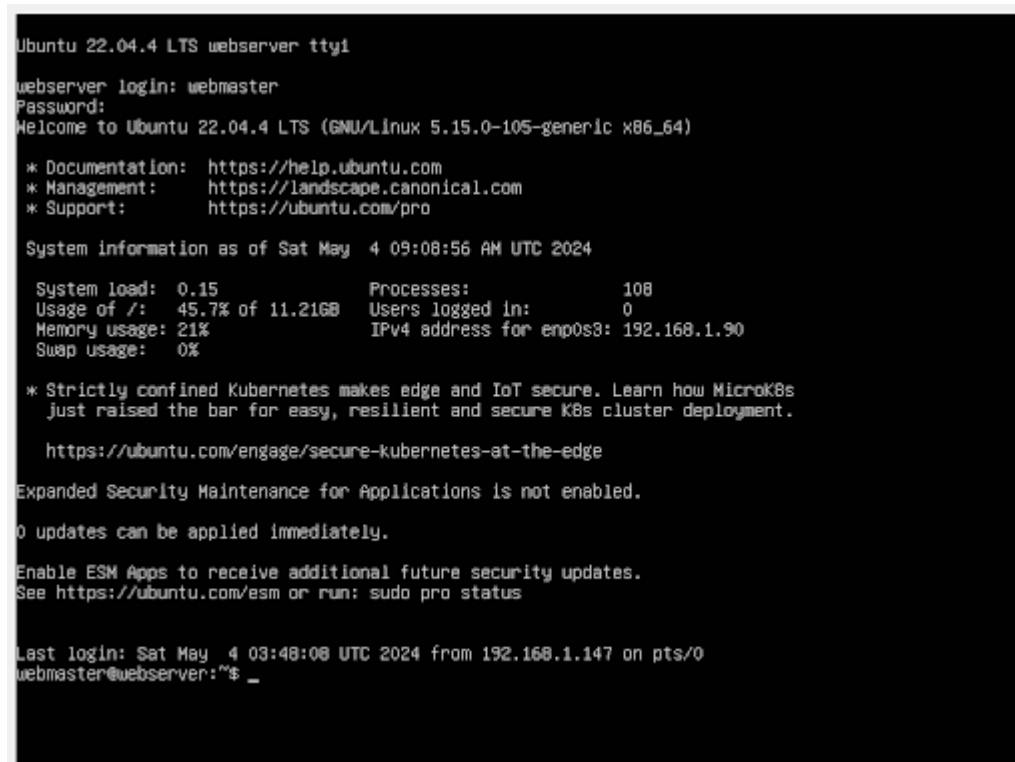 Ubuntu 22.04.4 LTS webserver tty1
webserver login: webmaster
Password:
Welcome to Ubuntu 22.04.4 LTS (GNU/Linux 5.15.0-105-generic x86_64)
* Documentation: https://help.ubuntu.com
* Management: https://landscape.canonical.com
* Support: https://ubuntu.com/pro
System information as of Sat May 4 09:08:56 AM UTC 2024
System load: 0.15 Processes: 108
Usage of /: 45.7% of 11.21GB Users logged in: 0
Memory usage: 21% IPv4 address for enp0s3: 192.168.1.90
Swap usage: 0%
* Strictly confined Kubernetes makes edge and IoT secure. Learn how MicroK8s
just raised the bar for easy, resilient and secure K8s cluster deployment.
https://ubuntu.com/engage/secure-kubernetes-at-the-edge
Expanded Security Maintenance for Applications is not enabled.
0 updates can be applied immediately.
Enable ESM Apps to receive additional future security updates.
See https://ubuntu.com/esm or run: sudo pro status
Last login: Sat May 4 03:48:08 UTC 2024 from 192.168.1.147 on pts/0
webmaster@webserver:~$ _